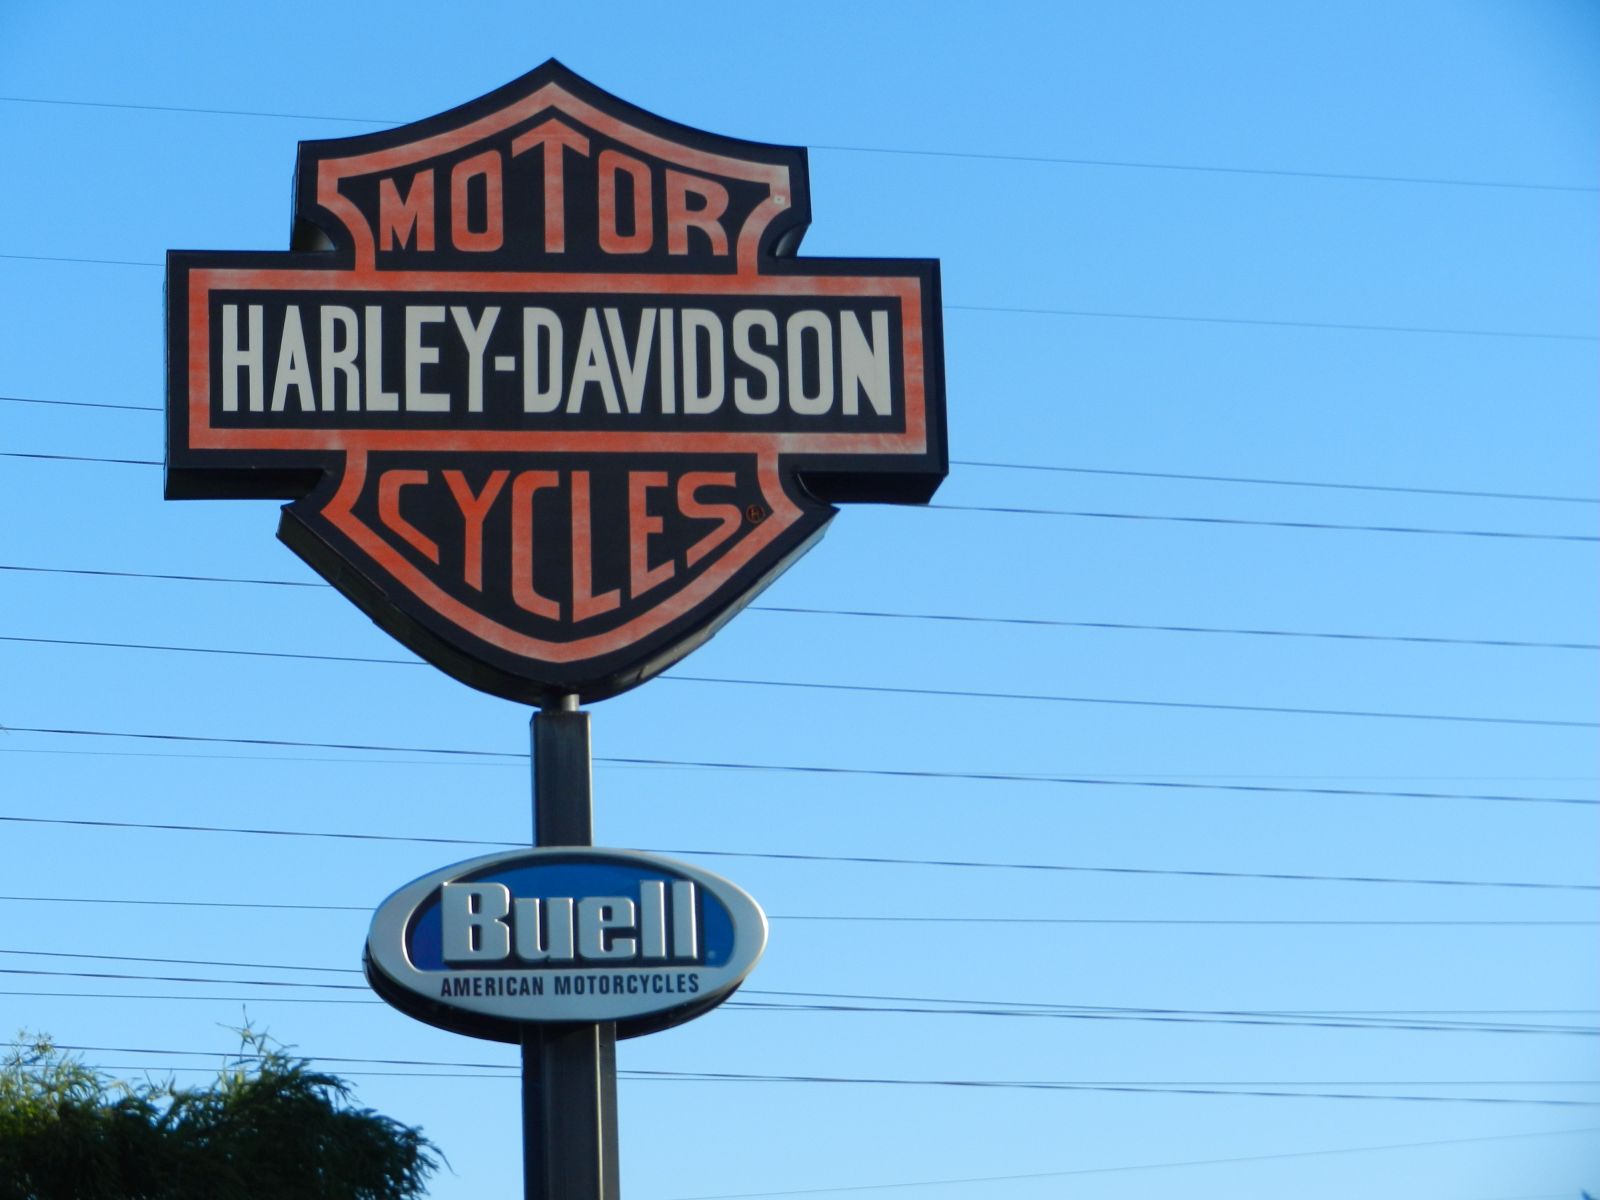 MOTOR
HARLEY-DAVIDSON
CYCLES ®
Buell
AMERICAN MOTORCYCLES